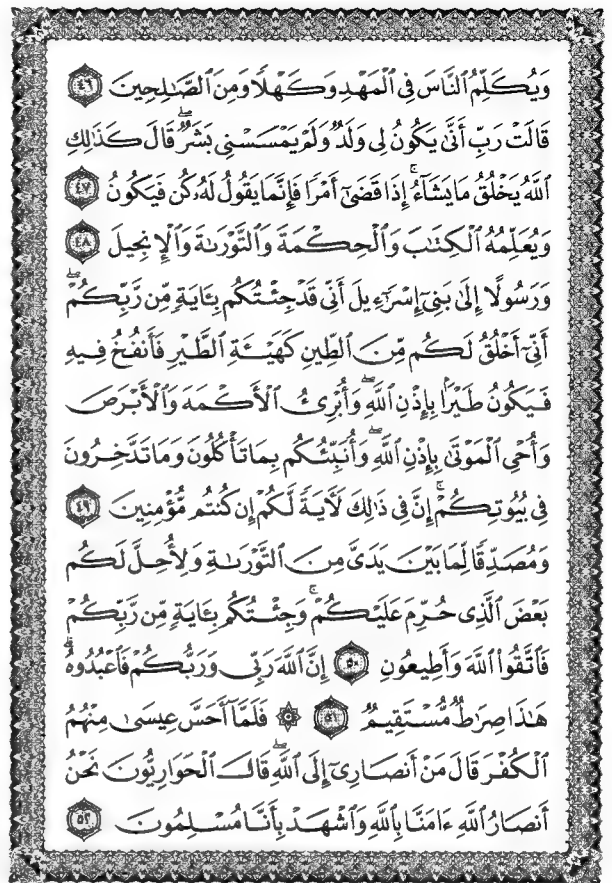 وَيُكَلِّمُ ٱلنَّاسَ فِي ٱلْمَهْدِ وَكَهْلًا وَمِنَ ٱلصَّٰلِحِينَ ٤٦
قَالَتْ رَبِّ أَنَّىٰ يَكُونُ لِي وَلَدٌ وَلَمْ يَمْسَسْنِي بَشَرٌۖ قَالَ كَذَٰلِكِ
ٱللَّهُ يَخْلُقُ مَا يَشَآءُۚ إِذَا قَضَىٰٓ أَمْرًا فَإِنَّمَا يَقُولُ لَهُۥ كُن فَيَكُونُ ٤٧
وَيُعَلِّمُهُ ٱلْكِتَٰبَ وَٱلْحِكْمَةَ وَٱلتَّوْرَىٰةَ وَٱلْإِنجِيلَ ٤٨
وَرَسُولًا إِلَىٰ بَنِيٓ إِسْرَٰٓءِيلَ أَنِّي قَدْ جِئْتُكُم بِـَٔايَةٍ مِّن رَّبِّكُمْۖ
أَنِّيٓ أَخْلُقُ لَكُم مِّنَ ٱلطِّينِ كَهَيْـَٔةِ ٱلطَّيْرِ فَأَنفُخُ فِيهِ
فَيَكُونُ طَيْرًۢا بِإِذْنِ ٱللَّهِۖ وَأُبْرِئُ ٱلْأَكْمَهَ وَٱلْأَبْرَصَ
وَأُحْيِ ٱلْمَوْتَىٰ بِإِذْنِ ٱللَّهِۖ وَأُنَبِّئُكُم بِمَا تَأْكُلُونَ وَمَا تَدَّخِرُونَ
فِي بُيُوتِكُمْۚ إِنَّ فِي ذَٰلِكَ لَـَٔايَةً لَّكُمْ إِن كُنتُم مُّؤْمِنِينَ ٤٩
وَمُصَدِّقًا لِّمَا بَيْنَ يَدَيَّ مِنَ ٱلتَّوْرَىٰةِ وَلِأُحِلَّ لَكُم
بَعْضَ ٱلَّذِي حُرِّمَ عَلَيْكُمْۚ وَجِئْتُكُم بِـَٔايَةٍ مِّن رَّبِّكُمْ
فَٱتَّقُوا۟ ٱللَّهَ وَأَطِيعُونِ ٥٠ إِنَّ ٱللَّهَ رَبِّي وَرَبُّكُمْ فَٱعْبُدُوهُۗ
هَٰذَا صِرَٰطٌ مُّسْتَقِيمٌ ٥١ ۞ فَلَمَّآ أَحَسَّ عِيسَىٰ مِنْهُمُ
ٱلْكُفْرَ قَالَ مَنْ أَنصَارِيٓ إِلَى ٱللَّهِۖ قَالَ ٱلْحَوَارِيُّونَ نَحْنُ
أَنصَارُ ٱللَّهِ ءَامَنَّا بِٱللَّهِ وَٱشْهَدْ بِأَنَّا مُسْلِمُونَ ٥٢